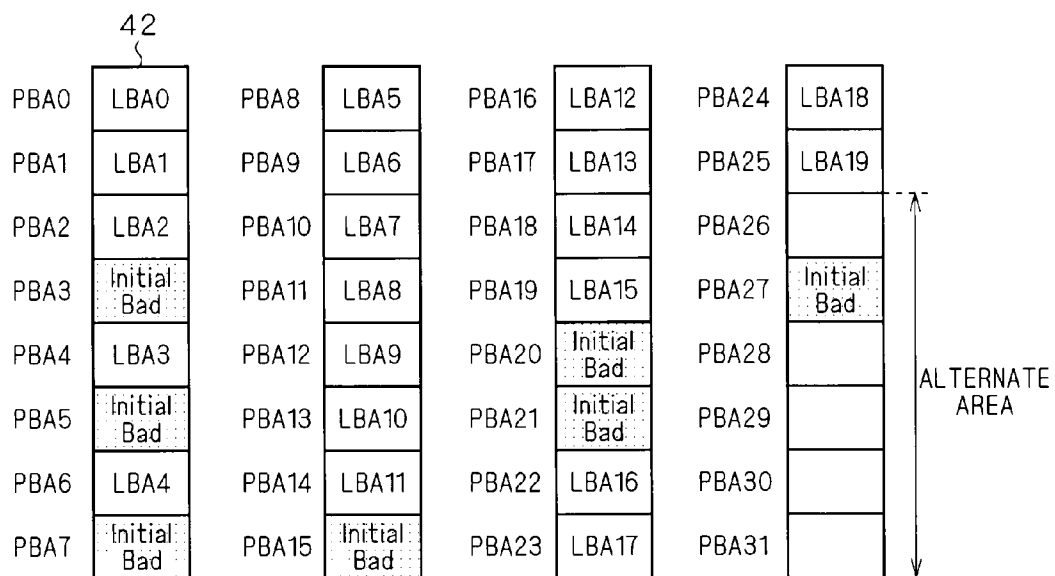 42
PBA0 LBA0 PBA8 LBA5 PBA16 LBA12 PBA24 LBA18
PBA1 LBA1 PBA9 LBA6 PBA17 LBA13 PBA25 LBA19
PBA2 LBA2 PBA10 LBA7 PBA18 LBA14 PBA26
PBA3 Initial Bad PBA11 LBA8 PBA19 LBA15 PBA27 Initial Bad
PBA4 LBA3 PBA12 LBA9 PBA20 Initial Bad PBA28
PBA5 Initial Bad PBA13 LBA10 PBA21 Initial Bad PBA29
PBA6 LBA4 PBA14 LBA11 PBA22 LBA16 PBA30
PBA7 Initial Bad PBA15 Initial Bad PBA23 LBA17 PBA31
ALTERNATE
AREA